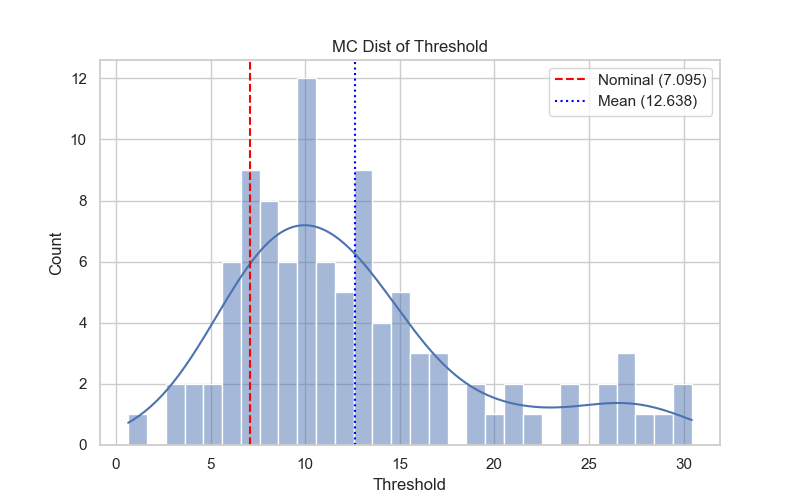 MC Dist of Threshold
Nominal (7.095)
Mean (12.638)
12
10
8
6
4
2
0
Count
0 5 10 15 20 25 30
Threshold